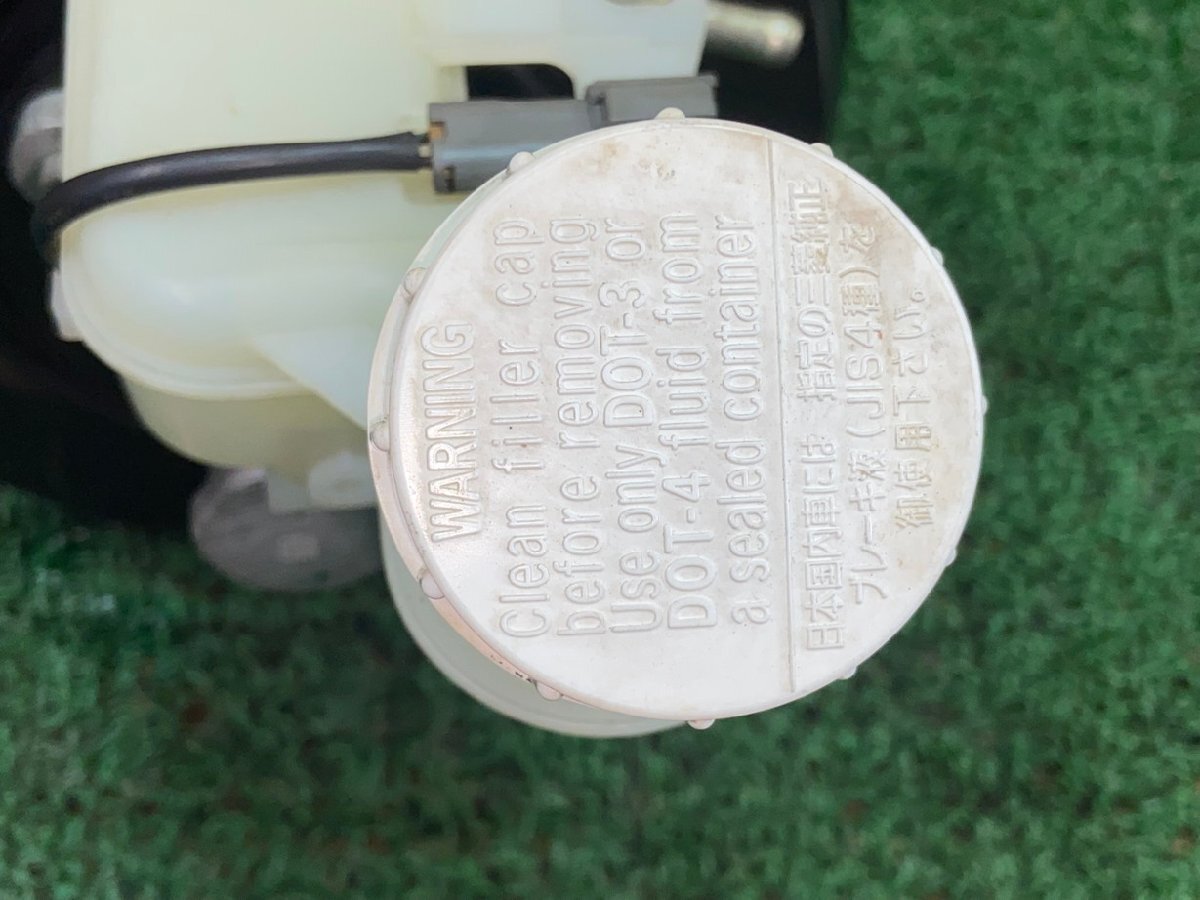 WARNING
Clean filler cap
before removing
Use only DOT-3 or
DOT-4 fluid from
a sealed container
日本国内車には 指定の三菱純正
ブレーキ液(JIS4種)を
御使用下さい。